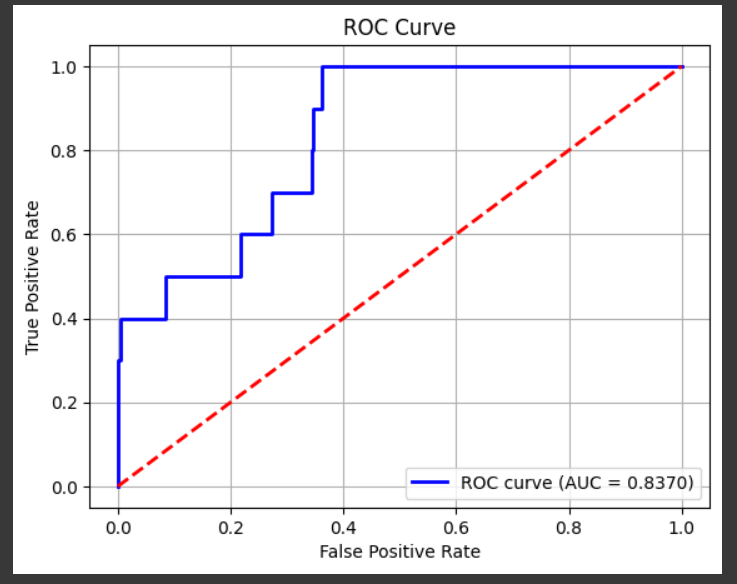 ROC Curve
1.0
0.8
0.6
0.4
0.2
0.0
True Positive Rate
ROC curve (AUC = 0.8370)
0.0 0.2 0.4 0.6 0.8 1.0
False Positive Rate